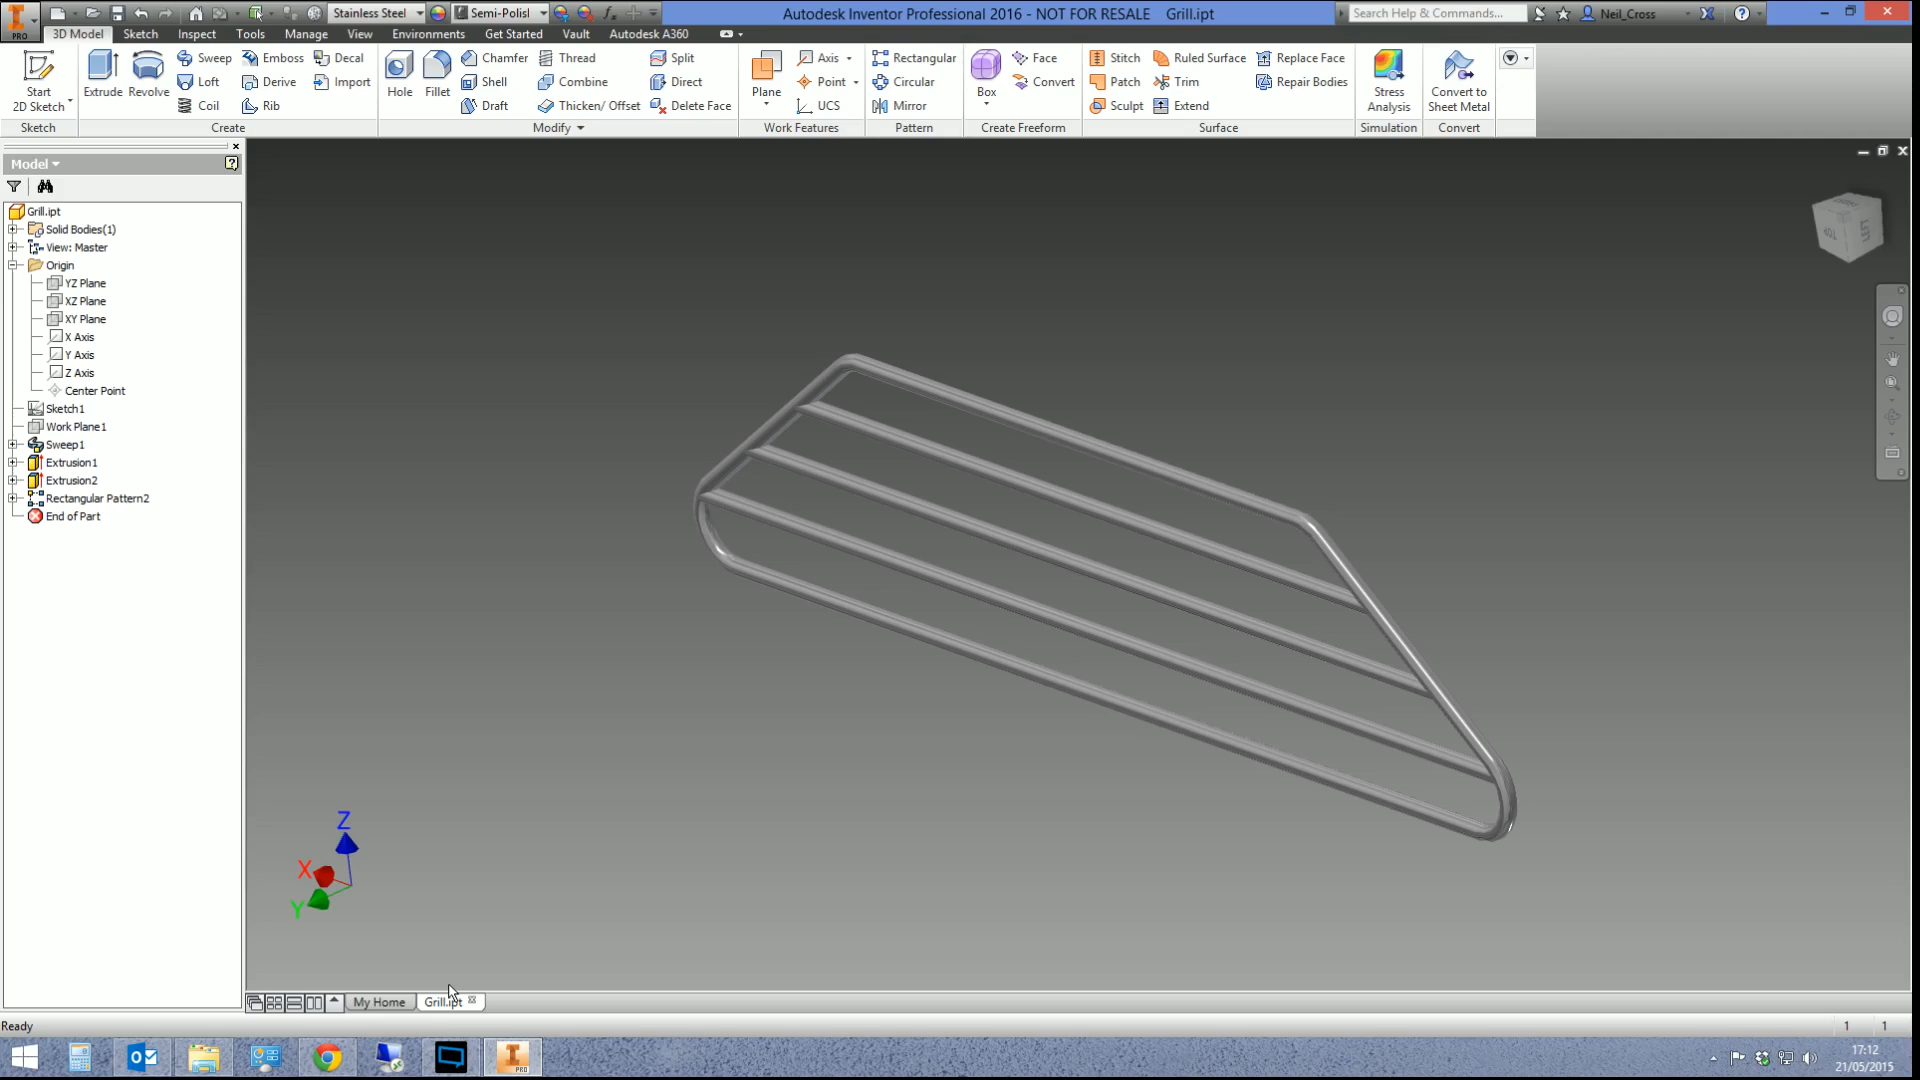 Stainless Steel
Semi-Polisl
Autodesk Inventor Professional 2016 - NOT FOR RESALE Grill.ipt
Search Help & Commands...
Neil_Cross
PRO
3D Model Sketch Inspect Tools Manage View Environments Get Started Vault Autodesk A360
Start
2D Sketch
Extrude Revolve
Sweep Emboss Decal
Loft Derive Import
Coil Rib
Hole Fillet
Chamfer Thread Split
Shell Combine Direct
Draft Thicken/ Offset Delete Face
Plane
Axis
Point
UCS
Rectangular
Circular
Mirror
Box
Face
Convert
Stitch Ruled Surface Replace Face
Patch Trim Repair Bodies
Sculpt Extend
Stress
Analysis
Convert to
Sheet Metal
Sketch Create Modify Work Features Pattern Create Freeform Surface Simulation Convert
Model
Grill.ipt
Solid Bodies(1)
View: Master
Origin
YZ Plane
XZ Plane
XY Plane
X Axis
Y Axis
Z Axis
Center Point
Sketch1
Work Plane1
Sweep1
Extrusion1
Extrusion2
Rectangular Pattern2
End of Part
TOP
Z
X
Y
My Home Grill.ipt
Ready
1 1
PRO
17:12
21/05/2015